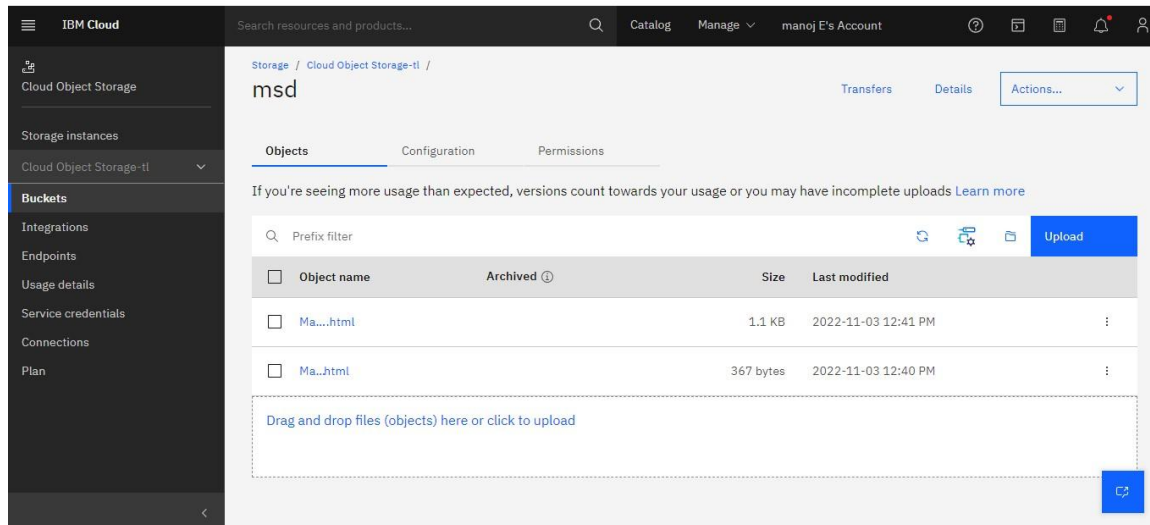 IBM Cloud
Search resources and products...
Catalog
Manage
manoj E's Account
Cloud Object Storage
Storage instances
Cloud Object Storage-tl
Buckets
Integrations
Endpoints
Usage details
Service credentials
Connections
Plan
Storage / Cloud Object Storage-tl /
msd
Transfers
Details
Actions...
Objects
Configuration
Permissions
If you're seeing more usage than expected, versions count towards your usage or you may have incomplete uploads Learn more
Prefix filter
Upload
Object name Archived Size Last modified
Ma....html 1.1 KB 2022-11-03 12:41 PM
Ma...html 367 bytes 2022-11-03 12:40 PM
Drag and drop files (objects) here or click to upload